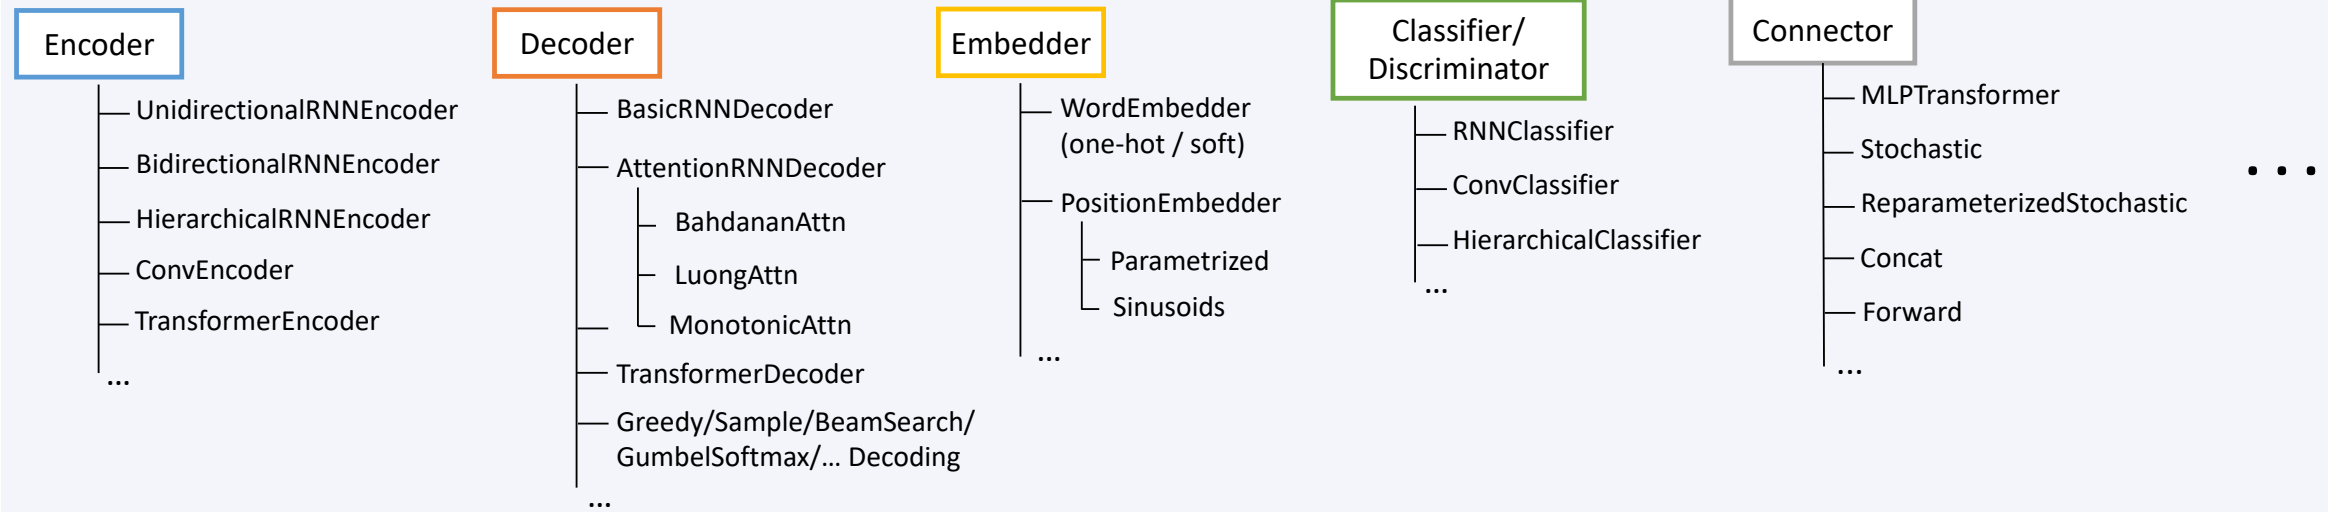 Encoder
UnidirectionalRNNEncoder
BidirectionalRNNEncoder
HierarchicalRNNEncoder
ConvEncoder
TransformerEncoder
...
Decoder
BasicRNNDecoder
AttentionRNNDecoder
BahdananAttn
LuongAttn
MonotonicAttn
TransformerDecoder
Greedy/Sample/BeamSearch/
GumbelSoftmax/... Decoding
...
Embedder
WordEmbedder
(one-hot / soft)
PositionEmbedder
Parametrized
Sinusoids
...
Classifier/
Discriminator
RNNClassifier
ConvClassifier
HierarchicalClassifier
...
Connector
MLPTransformer
Stochastic
ReparameterizedStochastic
Concat
Forward
...
...